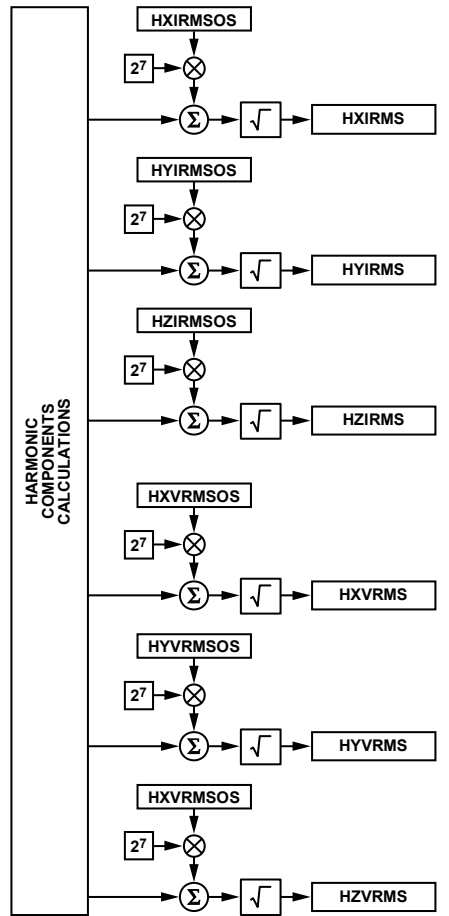 HARMONIC
COMPONENTS
CALCULATIONS
HXIRMSOS
2⁷
Σ
√
HXIRMS
HYIRMSOS
2⁷
Σ
√
HYIRMS
HZIRMSOS
2⁷
Σ
√
HZIRMS
HXVRMSOS
2⁷
Σ
√
HXVRMS
HYVRMSOS
2⁷
Σ
√
HYVRMS
HXVRMSOS
2⁷
Σ
√
HZVRMS